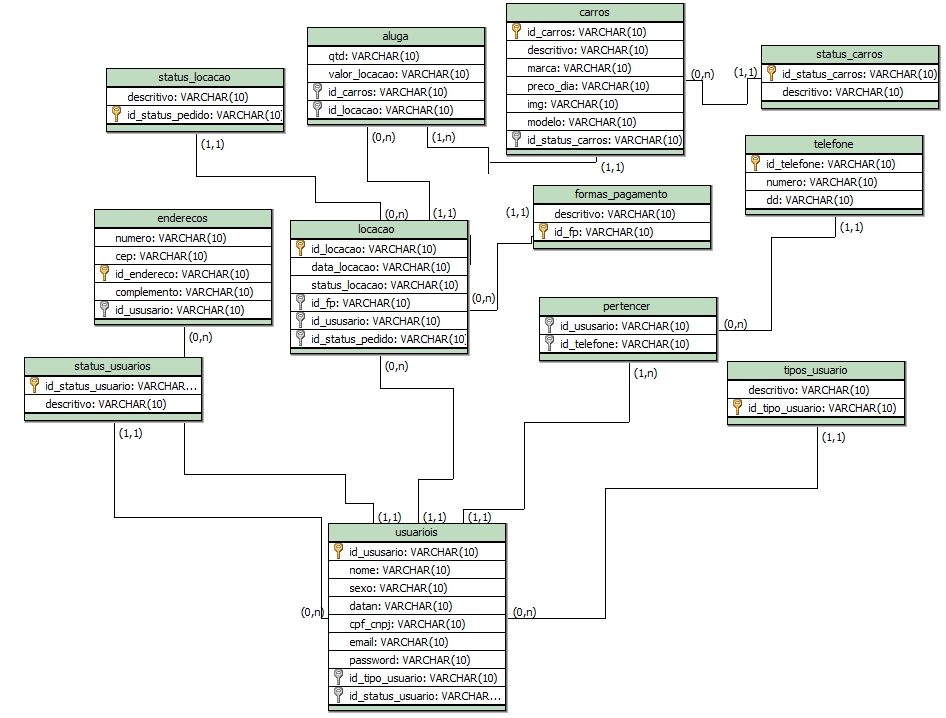 carros
id_carros: VARCHAR(10)
descritivo: VARCHAR(10)
marca: VARCHAR(10)
preco_dia: VARCHAR(10)
img: VARCHAR(10)
modelo: VARCHAR(10)
id_status_carros: VARCHAR(10)
(0,n)
(1,1)
(1,1)
aluga
qtd: VARCHAR(10)
valor_locacao: VARCHAR(10)
id_carros: VARCHAR(10)
id_locacao: VARCHAR(10)
(0,n)
(1,n)
status_carros
id_status_carros: VARCHAR(10)
descritivo: VARCHAR(10)
status_locacao
descritivo: VARCHAR(10)
id_status_pedido: VARCHAR(10)
(1,1)
telefone
id_telefone: VARCHAR(10)
numero: VARCHAR(10)
dd: VARCHAR(10)
(1,1)
formas_pagamento
descritivo: VARCHAR(10)
id_fp: VARCHAR(10)
(1,1)
enderecos
numero: VARCHAR(10)
cep: VARCHAR(10)
id_endereco: VARCHAR(10)
complemento: VARCHAR(10)
id_ususario: VARCHAR(10)
(0,n)
(0,n)
(1,1)
locacao
id_locacao: VARCHAR(10)
data_locacao: VARCHAR(10)
status_locacao: VARCHAR(10)
id_fp: VARCHAR(10)
id_ususario: VARCHAR(10)
id_status_pedido: VARCHAR(10)
(0,n)
(0,n)
pertencer
id_ususario: VARCHAR(10)
id_telefone: VARCHAR(10)
(0,n)
(1,n)
status_usuarios
id_status_usuario: VARCHAR...
descritivo: VARCHAR(10)
(1,1)
tipos_usuario
descritivo: VARCHAR(10)
id_tipo_usuario: VARCHAR(10)
(1,1)
(1,1)
(1,1)
(1,1)
usuariois
id_ususario: VARCHAR(10)
nome: VARCHAR(10)
sexo: VARCHAR(10)
datan: VARCHAR(10)
cpf_cnpj: VARCHAR(10)
email: VARCHAR(10)
password: VARCHAR(10)
id_tipo_usuario: VARCHAR(10)
id_status_usuario: VARCHAR...
(0,n)
(0,n)